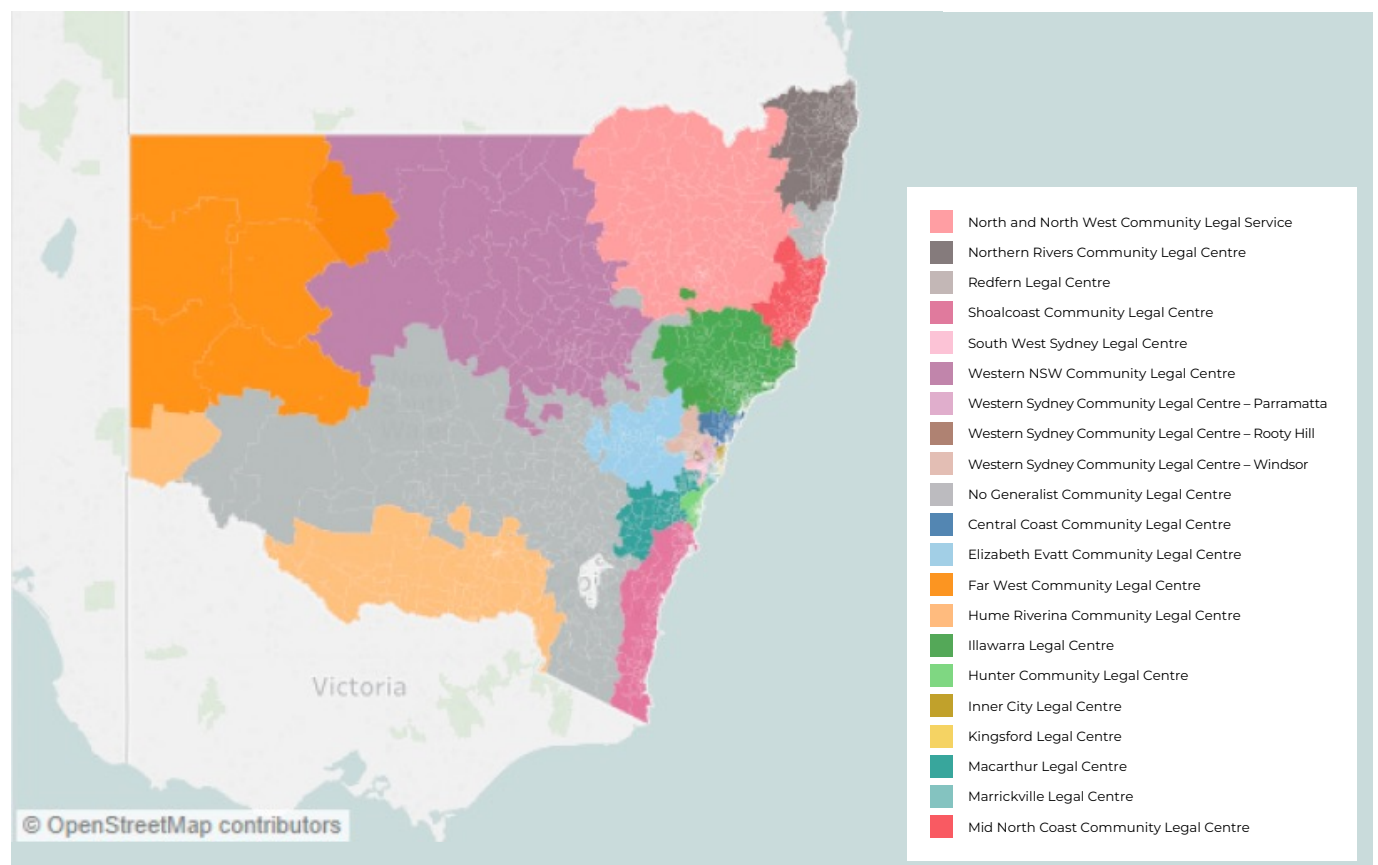 North and North West Community Legal Service
Northern Rivers Community Legal Centre
Redfern Legal Centre
Shoalcoast Community Legal Centre
South West Sydney Legal Centre
Western NSW Community Legal Centre
Western Sydney Community Legal Centre – Parramatta
Western Sydney Community Legal Centre – Rooty Hill
Western Sydney Community Legal Centre – Windsor
No Generalist Community Legal Centre
Central Coast Community Legal Centre
Elizabeth Evatt Community Legal Centre
Far West Community Legal Centre
Hume Riverina Community Legal Centre
Illawarra Legal Centre
Hunter Community Legal Centre
Inner City Legal Centre
Kingsford Legal Centre
Macarthur Legal Centre
Marrickville Legal Centre
Mid North Coast Community Legal Centre
New
South
Wales
Victoria
© OpenStreetMap contributors